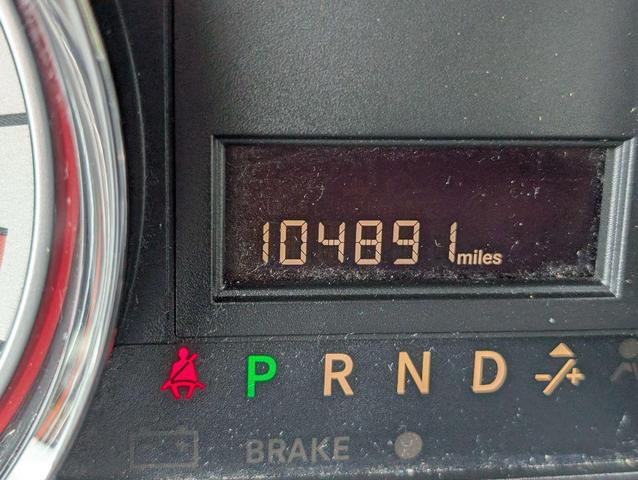 104891 miles
P R N D -/+
BRAKE